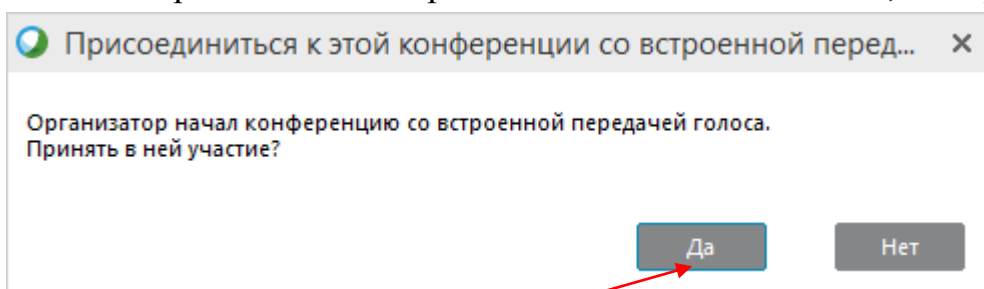 Присоединиться к этой конференции со встроенной перед...
Организатор начал конференцию со встроенной передачей голоса.
Принять в ней участие?
Да Нет